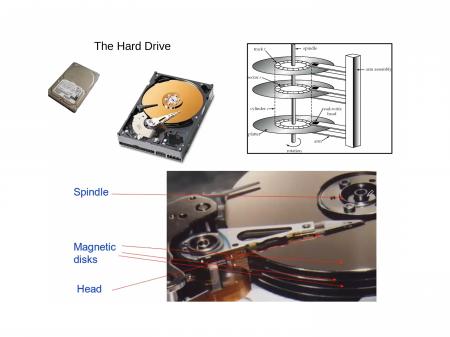 The Hard Drive
track t
spindle
arm assembly
sector s
cylinder c
read-write
head
platter
arm
rotation
Spindle
Magnetic
disks
Head